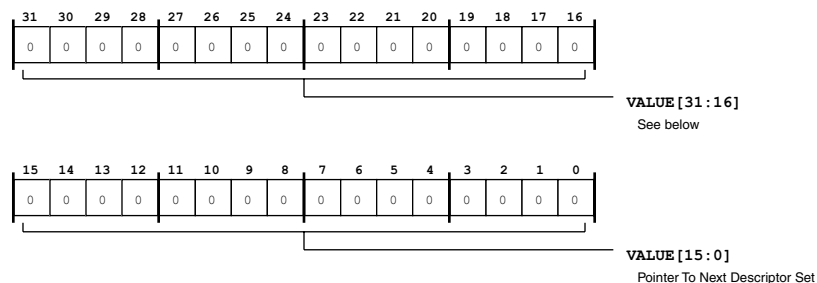 31 30 29 28 27 26 25 24 23 22 21 20 19 18 17 16
0 0 0 0 0 0 0 0 0 0 0 0 0 0 0 0
VALUE[31:16]
See below
15 14 13 12 11 10 9 8 7 6 5 4 3 2 1 0
0 0 0 0 0 0 0 0 0 0 0 0 0 0 0 0
VALUE[15:0]
Pointer To Next Descriptor Set